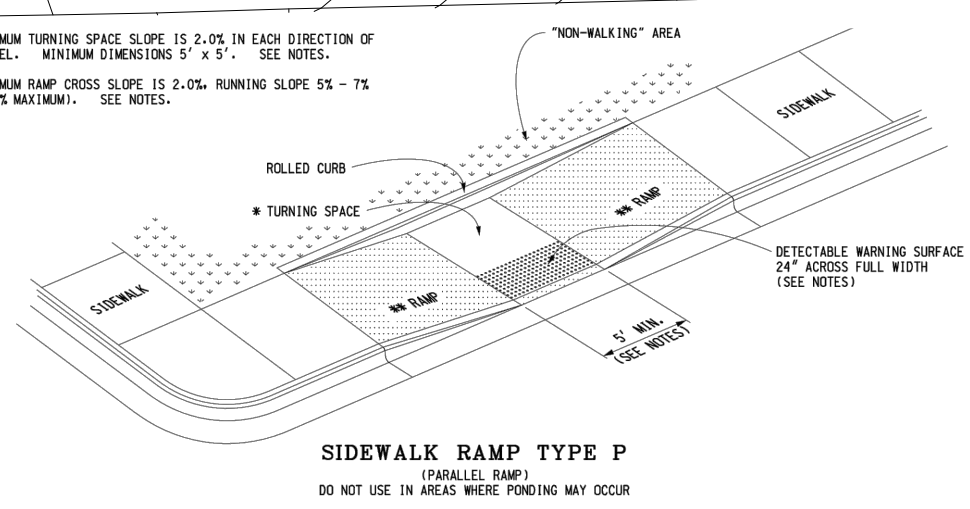 MUM TURNING SPACE SLOPE IS 2.0% IN EACH DIRECTION OF
EL. MINIMUM DIMENSIONS 5' x 5'. SEE NOTES.
MUM RAMP CROSS SLOPE IS 2.0%, RUNNING SLOPE 5% - 7%
% MAXIMUM). SEE NOTES.
"NON-WALKING" AREA
SIDEWALK
ROLLED CURB
* TURNING SPACE
** RAMP
DETECTABLE WARNING SURFACE
24" ACROSS FULL WIDTH
(SEE NOTES)
SIDEWALK
** RAMP
5' MIN.
(SEE NOTES)
SIDEWALK RAMP TYPE P
(PARALLEL RAMP)
DO NOT USE IN AREAS WHERE PONDING MAY OCCUR